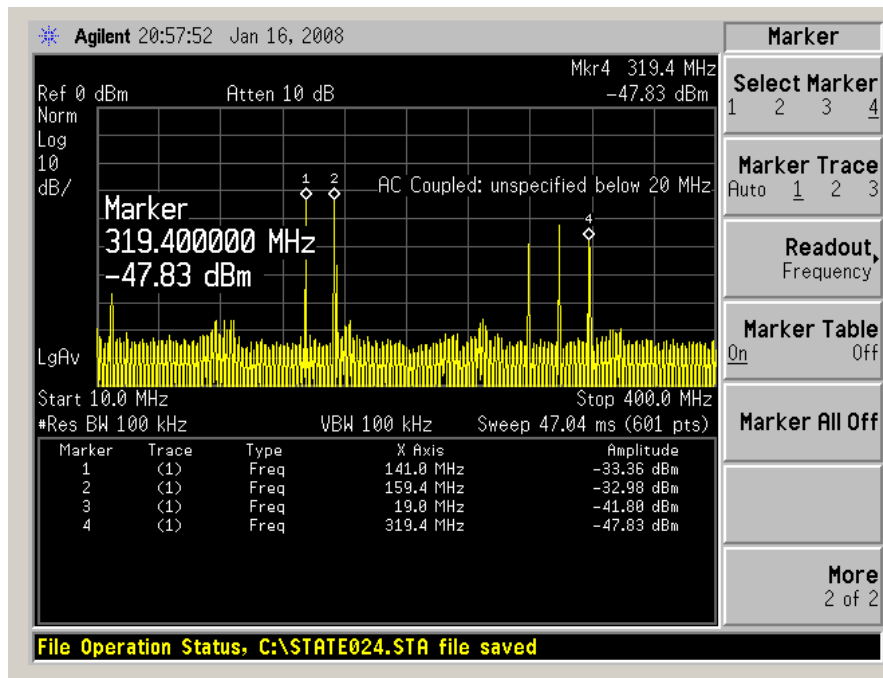 Agilent 20:57:52 Jan 16, 2008
Mkr4 319.4 MHz
Ref 0 dBm Atten 10 dB -47.83 dBm
Norm
Log
10
dB/
1 2
AC Coupled: unspecified below 20 MHz
Marker
319.400000 MHz
-47.83 dBm
4
LgAv
Start 10.0 MHz Stop 400.0 MHz
#Res BW 100 kHz VBW 100 kHz Sweep 47.04 ms (601 pts)
Marker Trace Type X Axis Amplitude
1 (1) Freq 141.0 MHz -33.36 dBm
2 (1) Freq 159.4 MHz -32.98 dBm
3 (1) Freq 19.0 MHz -41.80 dBm
4 (1) Freq 319.4 MHz -47.83 dBm
File Operation Status, C:\STATE024.STA file saved
Marker
Select Marker
1 2 3 4
Marker Trace
Auto 1 2 3
Readout
Frequency
Marker Table
On Off
Marker All Off
More
2 of 2